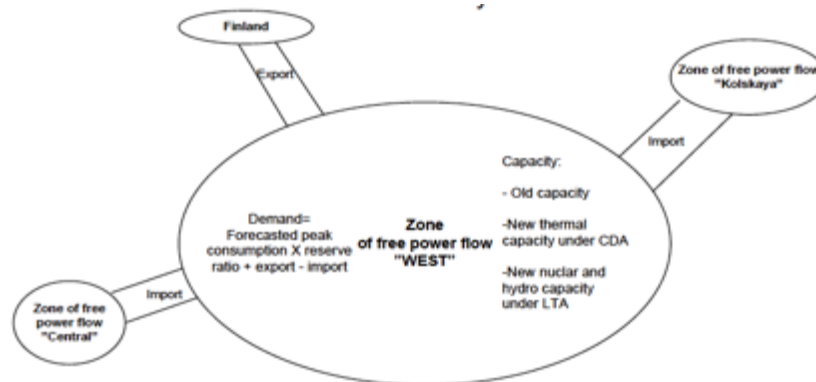 Finland
Export
Zone of free power flow
"Kolskaya"
Import
Capacity:
- Old capacity
-New thermal
capacity under CDA
-New nuclar and
hydro capacity
under LTA
Zone
of free power flow
"WEST"
Demand=
Forecasted peak
consumption X reserve
ratio + export - import
Import
Zone of free
power flow
"Central"